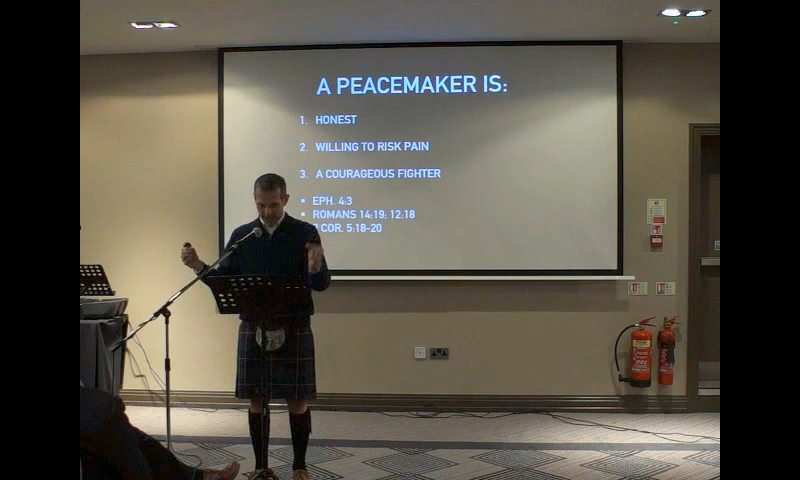 A PEACEMAKER IS:
1. HONEST
2. WILLING TO RISK PAIN
3. A COURAGEOUS FIGHTER
• EPH. 4:3
• ROMANS 14:19; 12:18
COR. 5:18-20